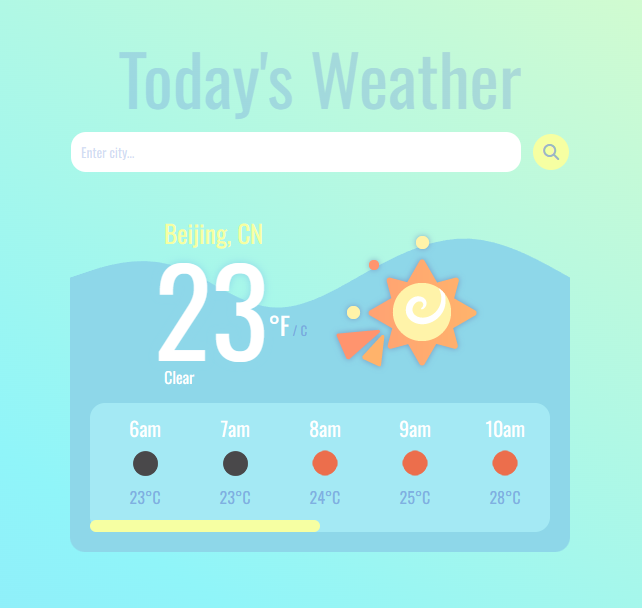 Today's Weather
Enter city...
Beijing, CN
23°F / C
Clear
6am 7am 8am 9am 10am
23°C 23°C 24°C 25°C 28°C